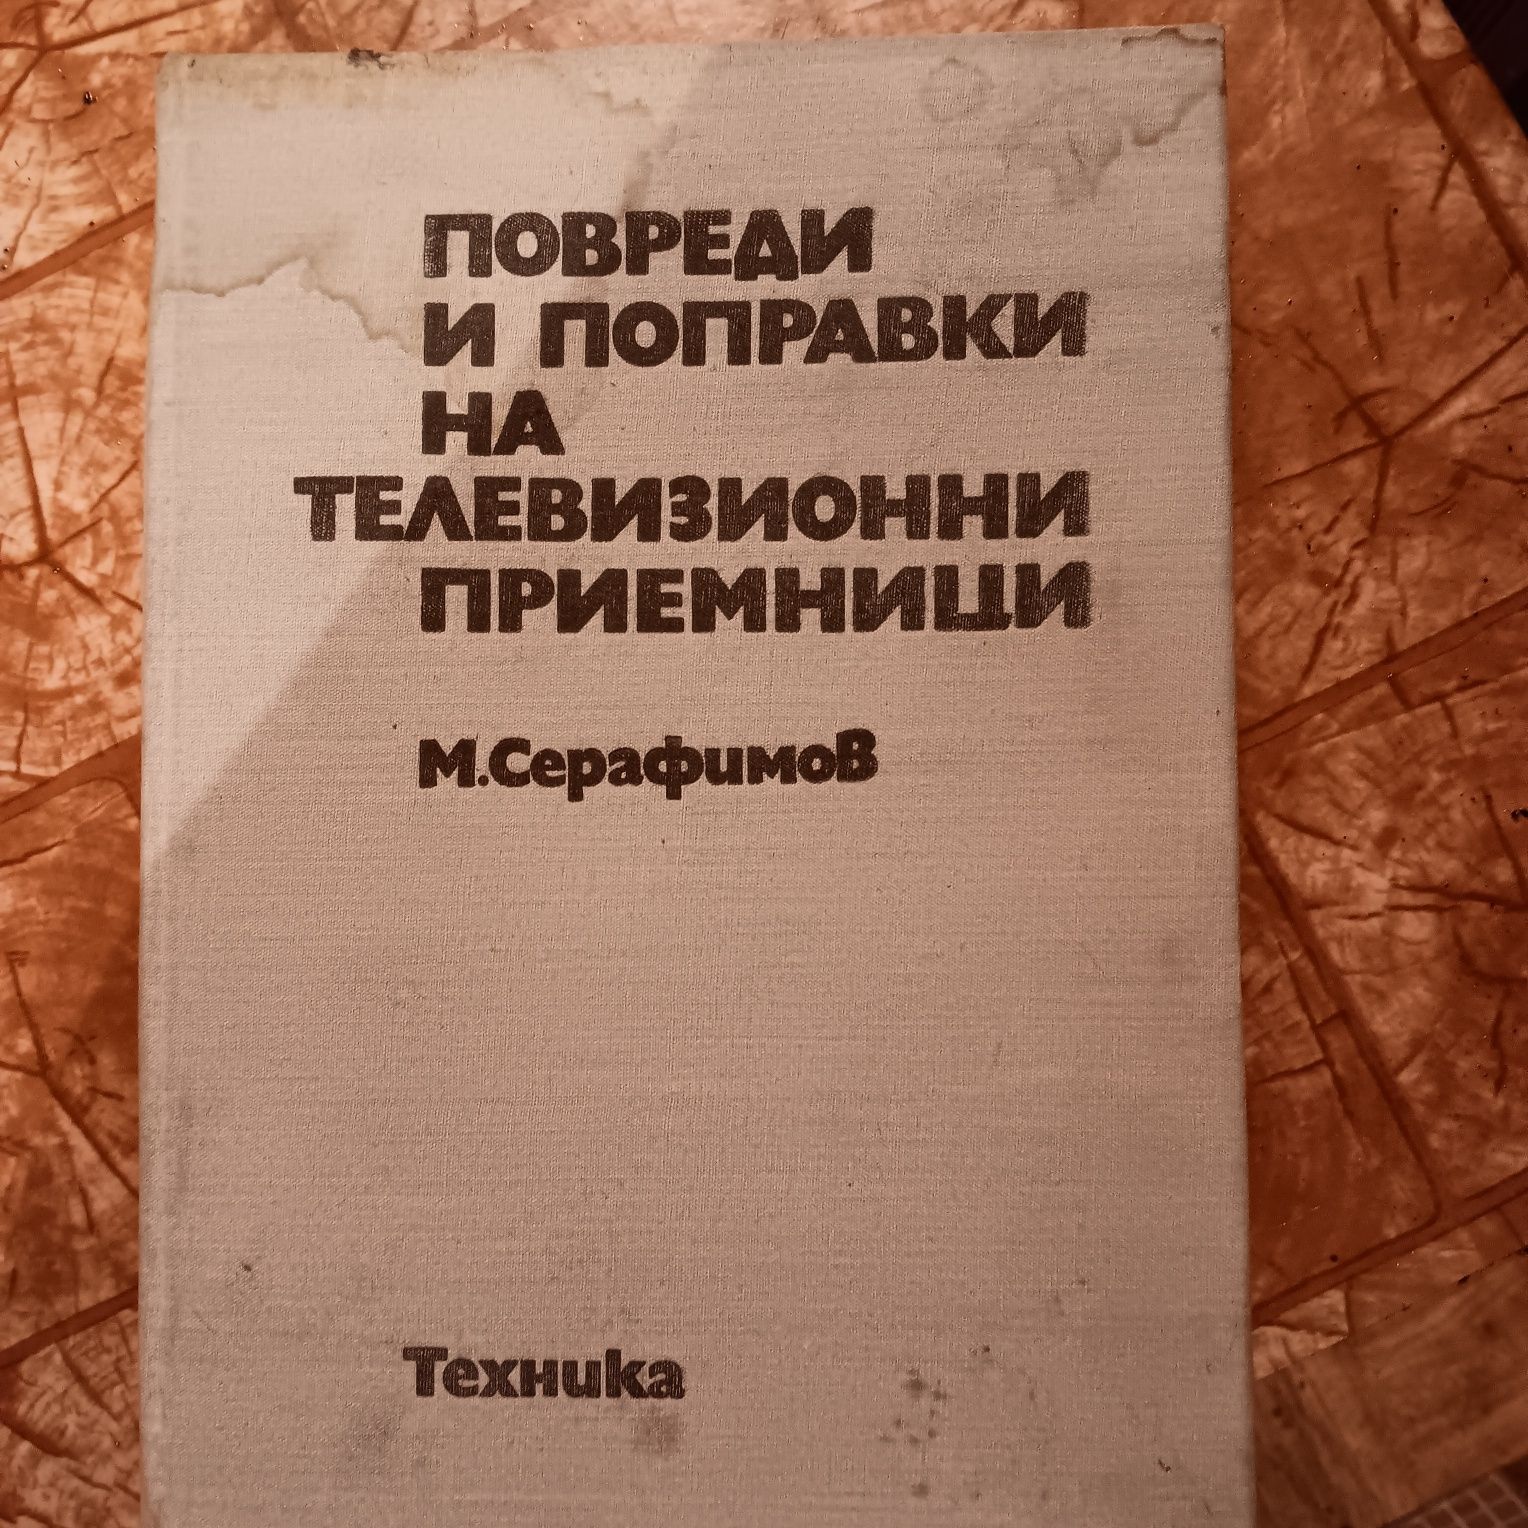 ПОВРЕДИ
И ПОПРАВКИ
НА
ТЕЛЕВИЗИОННИ
ПРИЕМНИЦИ
М.Серафимов
Техника